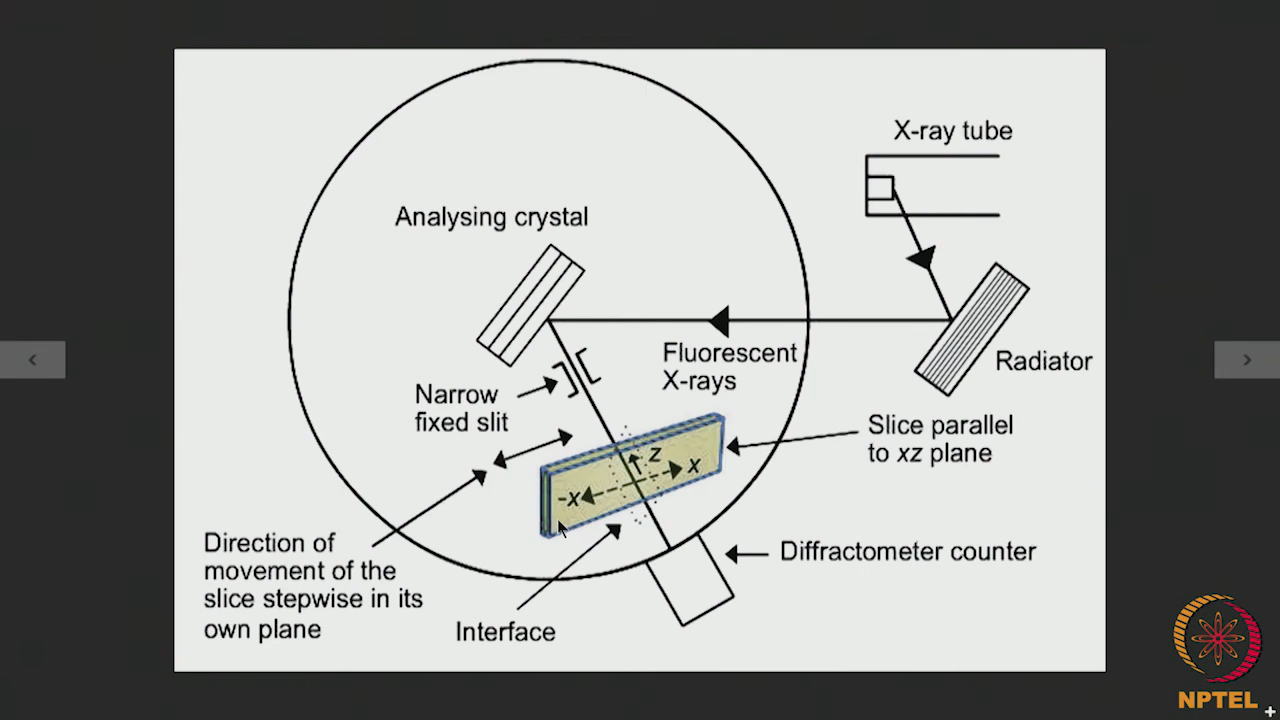 X-ray tube
Analysing crystal
Fluorescent
X-rays
Radiator
Narrow
fixed slit
Slice parallel
to xz plane
z
x
-x
Direction of
movement of the
slice stepwise in its
own plane
Diffractometer counter
Interface
NPTEL